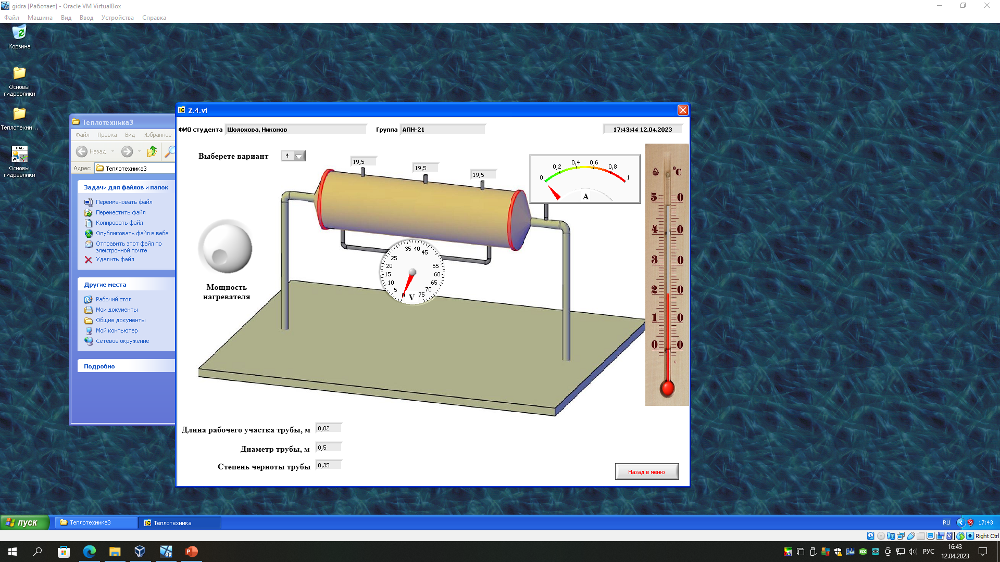 gidra [Работает] - Oracle VM VirtualBox
Файл Машина Вид Ввод Устройства Справка
Корзина
Основы
гидравлики
Теплотехни...
ЛАБ
Основы
гидравлики
Теплотехника3
Файл Правка Вид Избранное
Назад
Адрес: Теплотехника3
Задачи для файлов и папок
Переименовать файл
Переместить файл
Копировать файл
Опубликовать файл в вебе
Отправить этот файл по
электронной почте
Удалить файл
Другие места
Рабочий стол
Мои документы
Общие документы
Мой компьютер
Сетевое окружение
Подробно
2.4.vi
ФИО студента Шолохова, Никонов Группа АПН-21 17:43:44 12.04.2023
Выберете вариант 4
19,5
19,5
19,5
0 0,2 0,4 0,6 0,8 1
A
°C
5 0
4 0
3 0
2 0
1 0
0 0
6
Мощность
нагревателя
0 5 10 15 20 25 35 40 45 55 60 65 70 75
V
Длина рабочего участка трубы, м 0,02
Диаметр трубы, м 0,5
Степень черноты трубы 0,35
Назад в меню
пуск Теплотехника3 Теплотехника RU 17:43
Right Ctrl
xp P ex РУС 16:43
12.04.2023